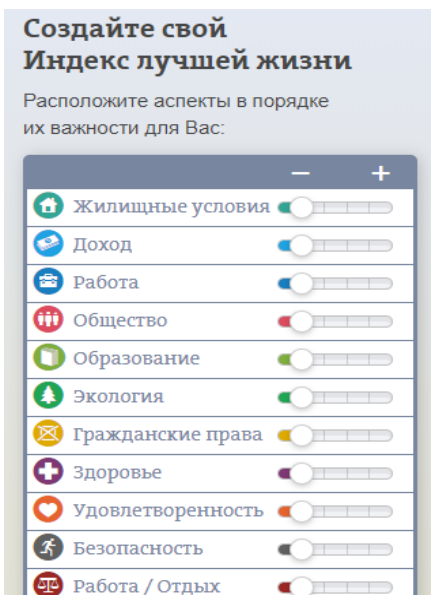 Создайте свой
Индекс лучшей жизни
Расположите аспекты в порядке
их важности для Вас:
− +
Жилищные условия
Доход
Работа
Общество
Образование
Экология
Гражданские права
Здоровье
Удовлетворенность
Безопасность
Работа / Отдых